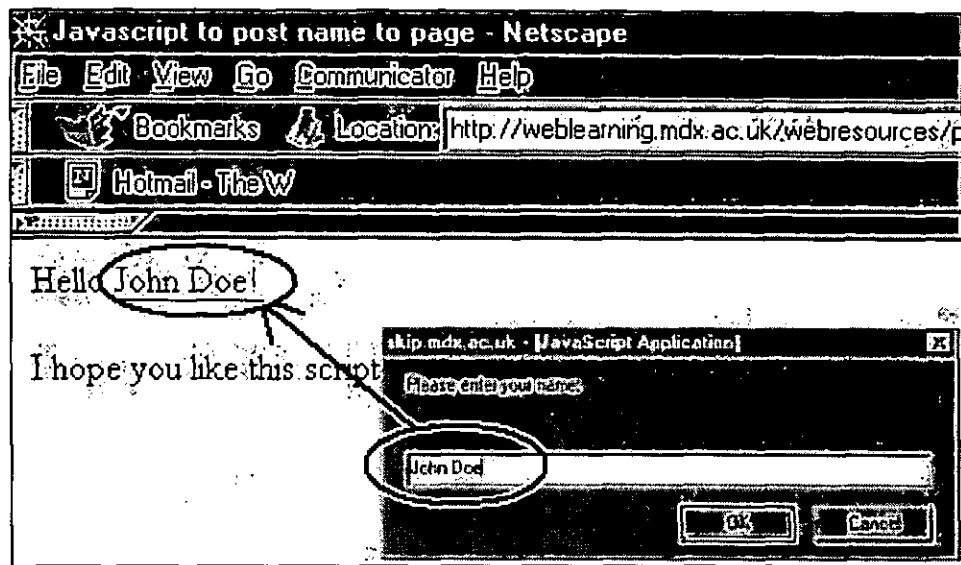 Javascript to post name to page - Netscape
File Edit View Go Communicator Help
Bookmarks Location: http://weblearning.mdx.ac.uk/webresources/p
Hotmail - The W
Hello John Doe!
I hope you like this script
skip.mdx.ac.uk - [JavaScript Application]
Please enter your name:
John Doe
OK Cancel